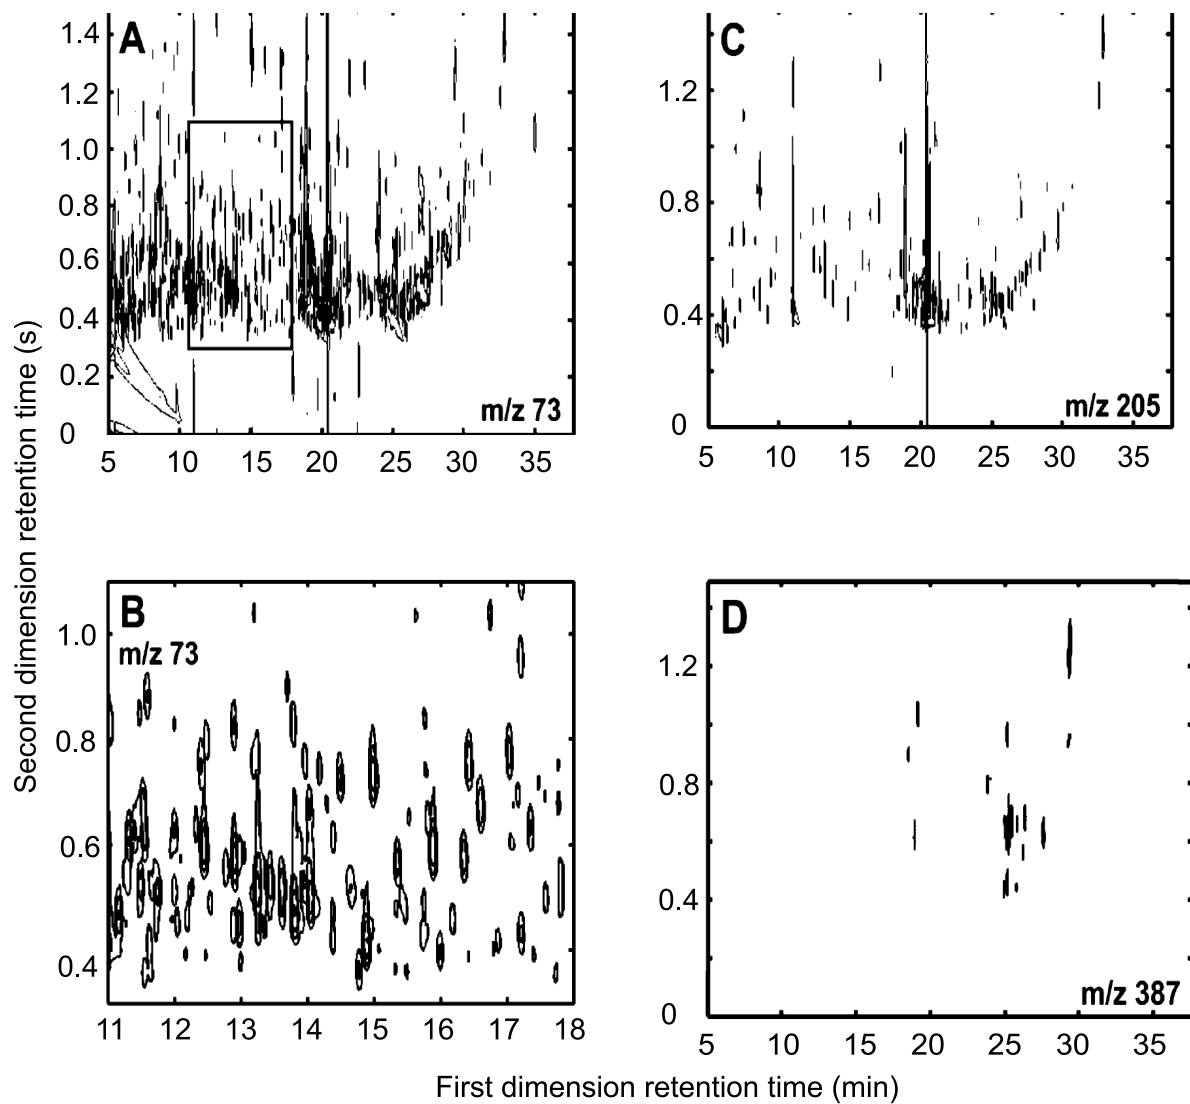 A
1.4
1.2
1.0
0.8
0.6
0.4
0.2
0
m/z 73
5 10 15 20 25 30 35
C
1.2
0.8
0.4
0
m/z 205
5 10 15 20 25 30 35
Second dimension retention time (s)
B
m/z 73
1.0
0.8
0.6
0.4
11 12 13 14 15 16 17 18
D
1.2
0.8
0.4
0
m/z 387
5 10 20 25 30 35
First dimension retention time (min)